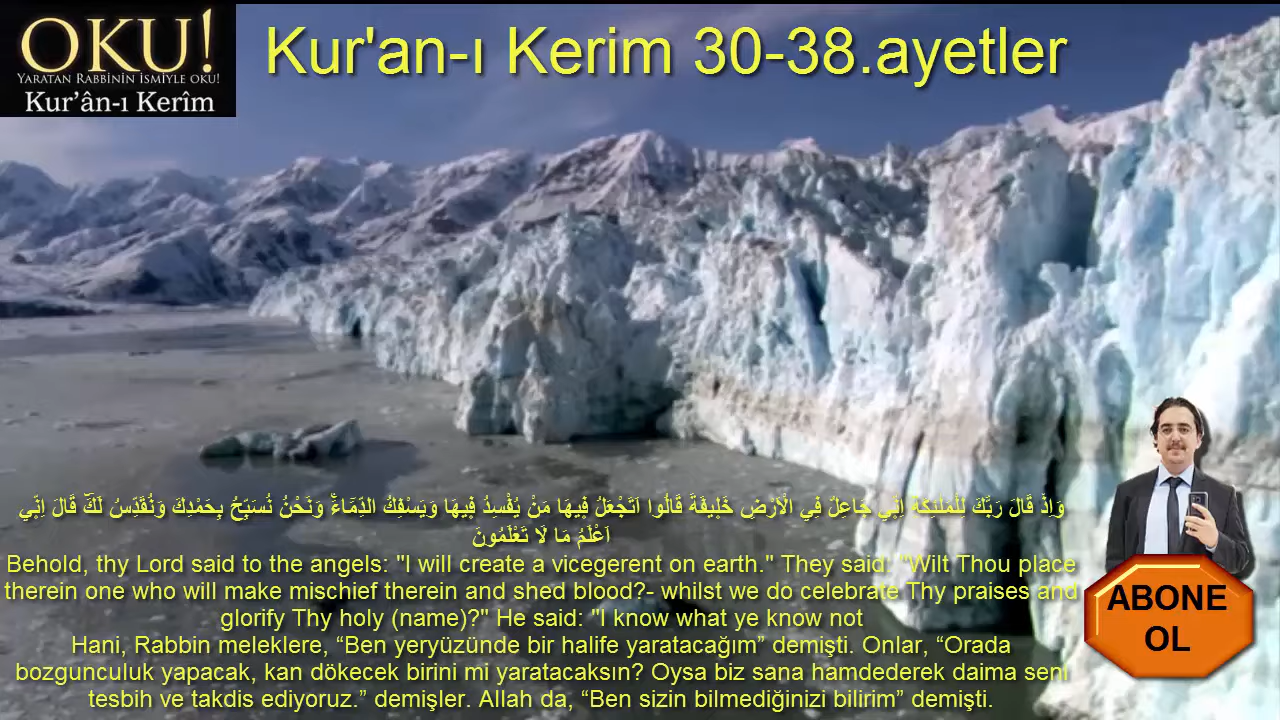 OKU!
YARATAN RABBİNİN İSMİYLE OKU!
Kur'ân-ı Kerîm
Kur'an-ı Kerim 30-38.ayetler
وَاِذْ قَالَ رَبُّكَ لِلْمَلٰٓئِكَةِ اِنّ۪ي جَاعِلٌ فِي الْاَرْضِ خَل۪يفَةًۜ قَالُٓوا اَتَجْعَلُ ف۪يهَا مَنْ يُفْسِدُ ف۪يهَا وَيَسْفِكُ الدِّمَٓاءَۚ وَنَحْنُ نُسَبِّحُ بِحَمْدِكَ وَنُقَدِّسُ لَكَۜ قَالَ اِنّ۪ٓي
اَعْلَمُ مَا لَا تَعْلَمُونَ
Behold, thy Lord said to the angels: "I will create a vicegerent on earth." They said: "Wilt Thou place
therein one who will make mischief therein and shed blood?- whilst we do celebrate Thy praises and
glorify Thy holy (name)?" He said: "I know what ye know not
Hani, Rabbin meleklere, “Ben yeryüzünde bir halife yaratacağım” demişti. Onlar, “Orada
bozgunculuk yapacak, kan dökecek birini mi yaratacaksın? Oysa biz sana hamdederek daima seni
tesbih ve takdis ediyoruz.” demişler. Allah da, “Ben sizin bilmediğinizi bilirim” demişti.
ABONE
OL